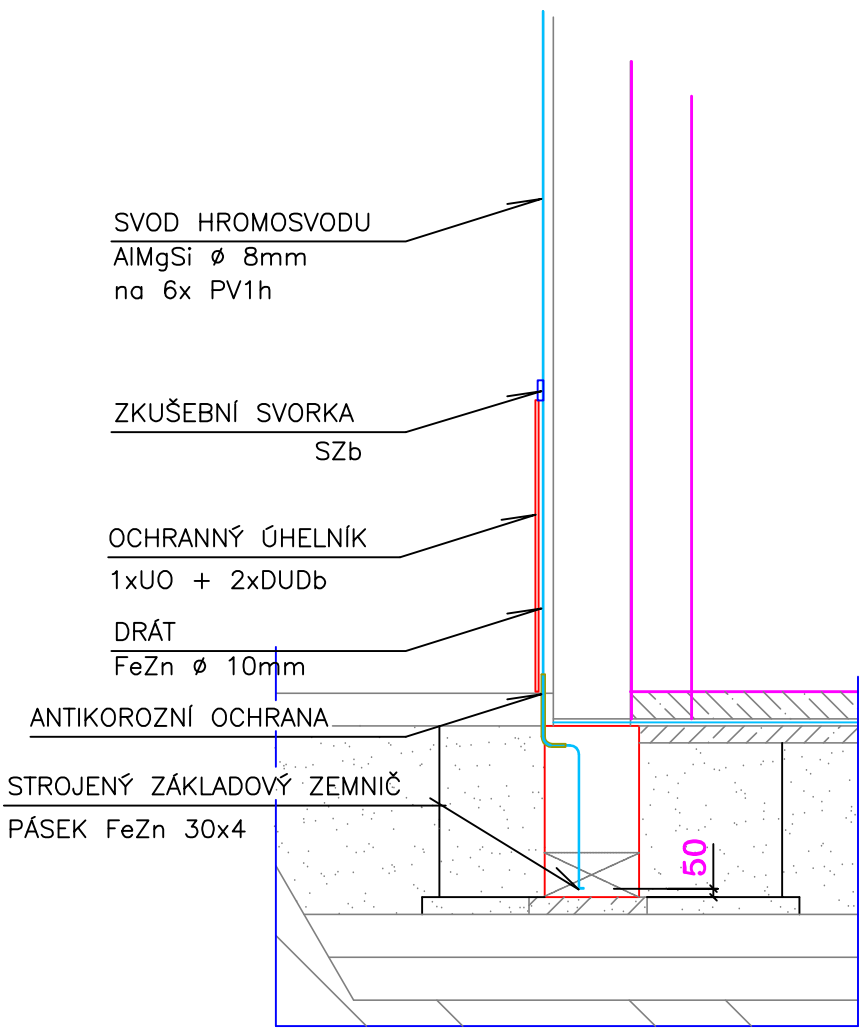 SVOD HROMOSVODU
AlMgSi ø 8mm
na 6x PV1h
ZKUŠEBNÍ SVORKA
SZb
OCHRANNÝ ÚHELNÍK
1xUO + 2xDUDb
DRÁT
FeZn ø 10mm
ANTIKOROZNÍ OCHRANA
STROJENÝ ZÁKLADOVÝ ZEMNIČ
PÁSEK FeZn 30x4
50